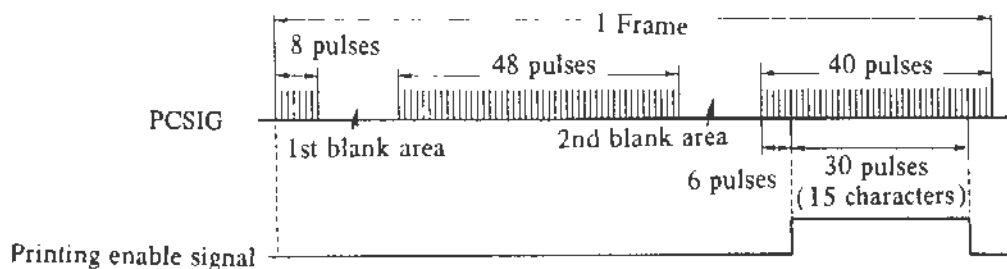 1 Frame
8 pulses
48 pulses
40 pulses
PCSIG
1st blank area
2nd blank area
6 pulses
30 pulses
(15 characters)
Printing enable signal